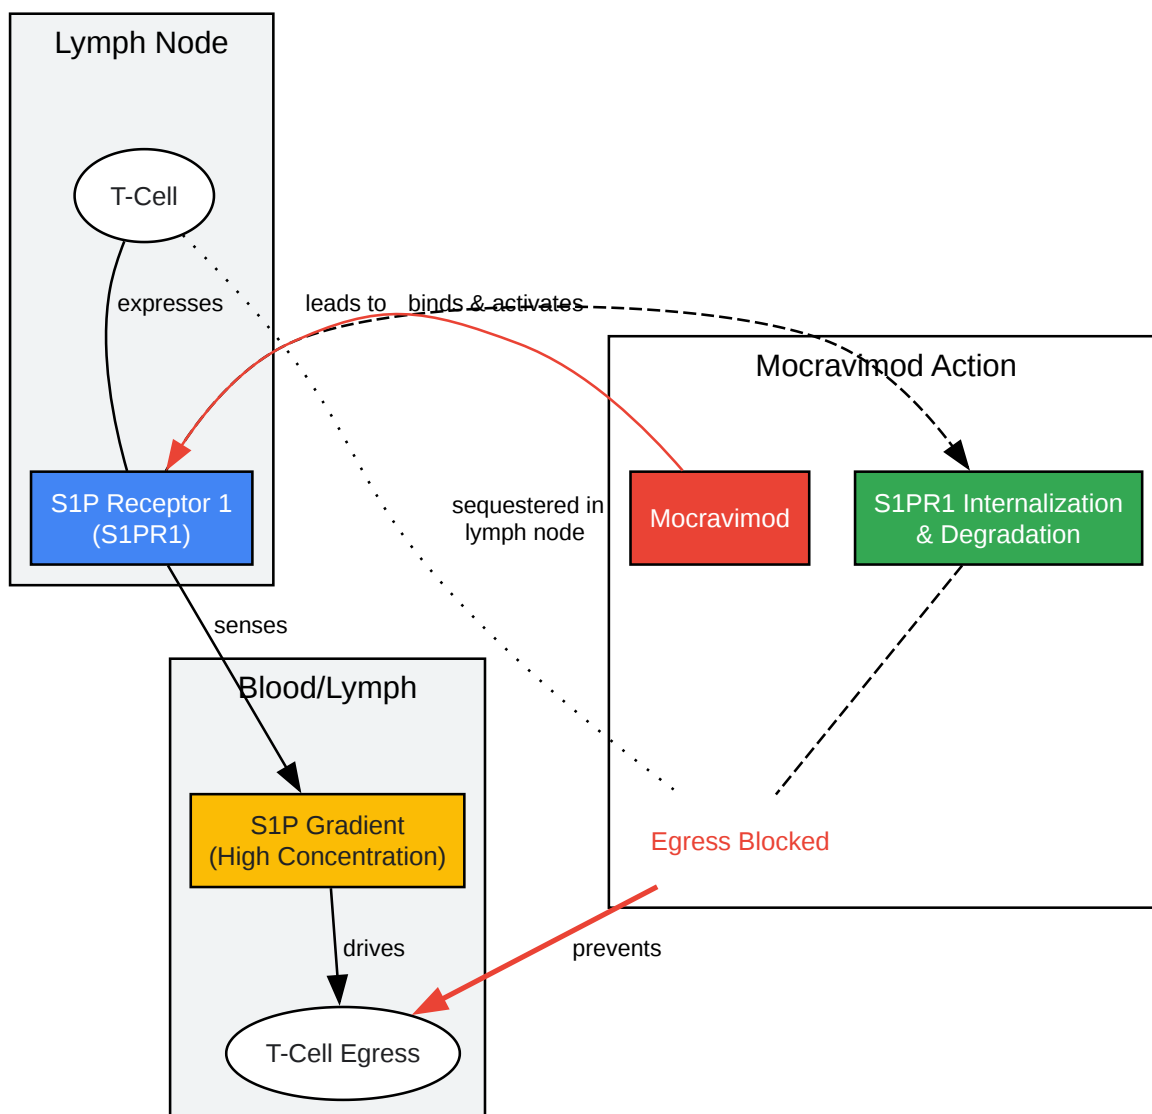 Lymph Node
T-Cell
expresses
leads to
binds & activates
Mocravimod Action
S1P Receptor 1
(S1PR1)
sequestered in
lymph node
Mocravimod
S1PR1 Internalization
& Degradation
senses
Blood/Lymph
S1P Gradient
(High Concentration)
Egress Blocked
drives
prevents
T-Cell Egress